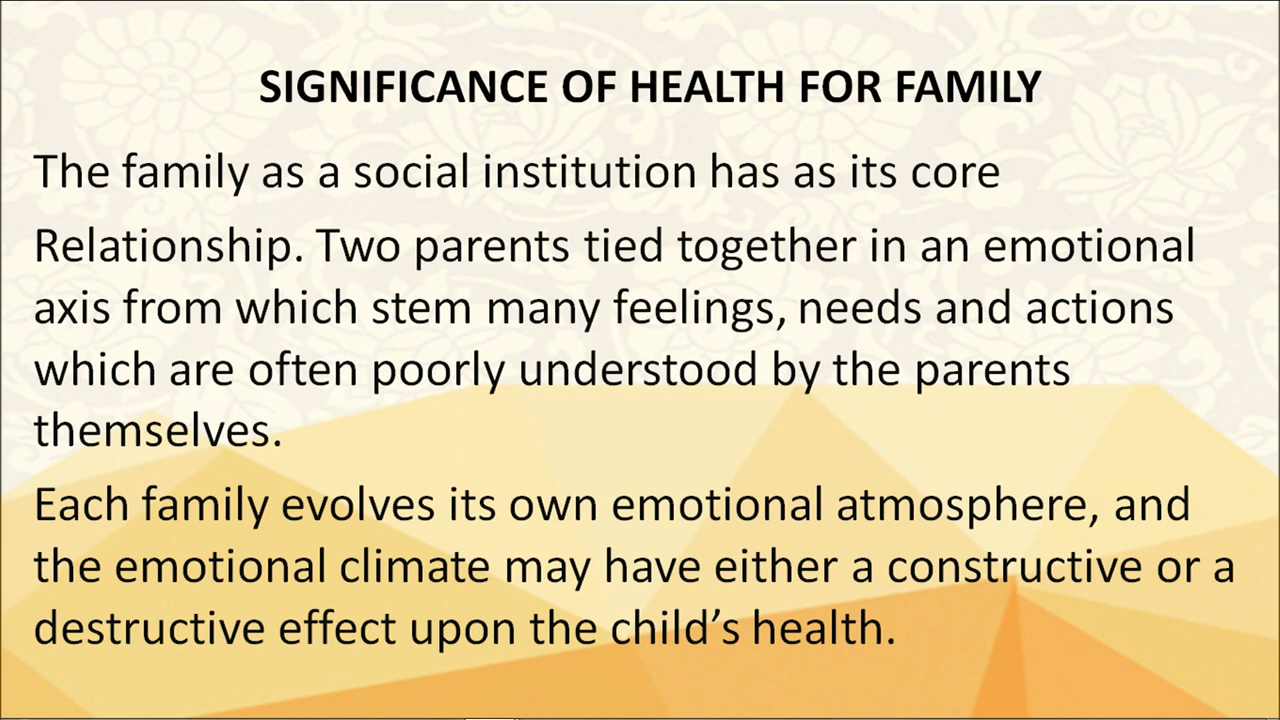 SIGNIFICANCE OF HEALTH FOR FAMILY
The family as a social institution has as its core
Relationship. Two parents tied together in an emotional
axis from which stem many feelings, needs and actions
which are often poorly understood by the parents
themselves.
Each family evolves its own emotional atmosphere, and
the emotional climate may have either a constructive or a
destructive effect upon the child’s health.